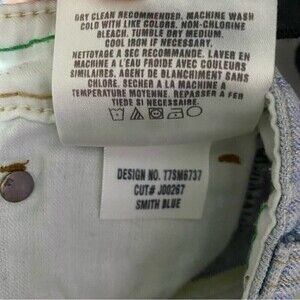 DRY CLEAN RECOMMENDED. MACHINE WASH
COLD WITH LIKE COLORS. NON-CHLORINE
BLEACH. TUMBLE DRY MEDIUM.
COOL IRON IF NECESSARY.
NETTOYAGE A SEC RECOMMANDE. LAVER EN
MACHINE A L'EAU FROIDE AVEC COULEURS
SIMILAIRES. AGENT DE BLANCHIMENT SANS
CHLORE. SECHER A LA MACHINE A
TEMPERATURE MOYENNE. REPASSER A FER
TIEDE SI NECESSAIRE.
DESIGN NO. T7SM6737
CUT# J00267
SMITH BLUE